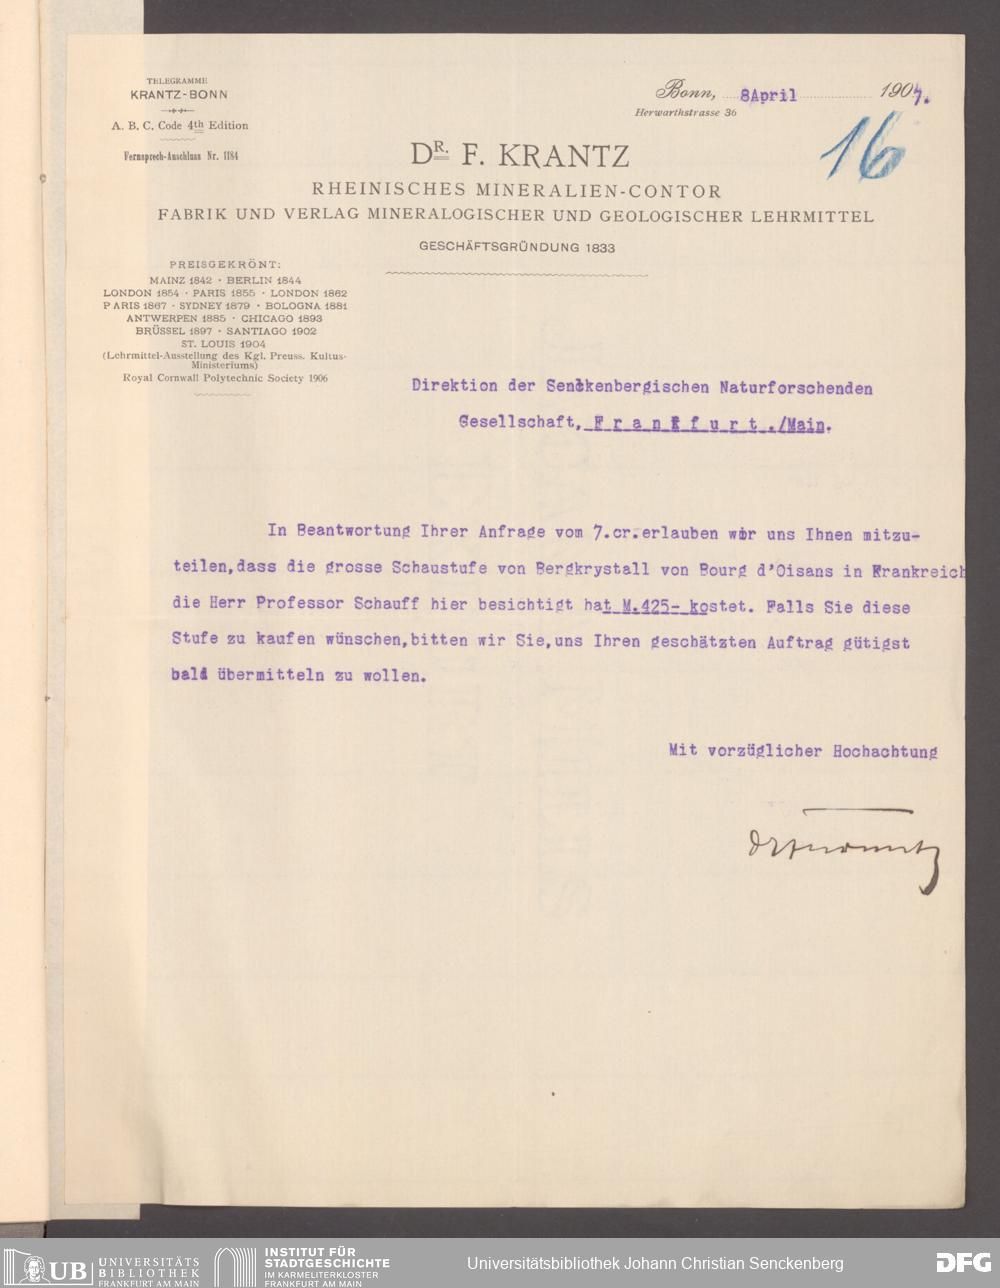 TELEGRAMME
KRANTZ-BONN
A. B. C. Code 4th Edition
Fernsprech-Anschluss Nr. 1184
Bonn, 8April 1907.
Herwarthstrasse 36
16
DR. F. KRANTZ
RHEINISCHES MINERALIEN-CONTOR
FABRIK UND VERLAG MINERALOGISCHER UND GEOLOGISCHER LEHRMITTEL
GESCHÄFTSGRÜNDUNG 1833
PREISGEKRÖNT:
MAINZ 1842 · BERLIN 1844
LONDON 1854 · PARIS 1855 · LONDON 1862
PARIS 1867 · SYDNEY 1879 · BOLOGNA 1881
ANTWERPEN 1885 · CHICAGO 1893
BRÜSSEL 1897 · SANTIAGO 1902
ST. LOUIS 1904
(Lehrmittel-Ausstellung des Kgl. Preuss. Kultus-
Ministeriums)
Royal Cornwall Polytechnic Society 1906
Direktion der Senckenbergischen Naturforschenden
Gesellschaft, F r a n k f u r t ./Main.
In Beantwortung Ihrer Anfrage vom 7.cr.erlauben wir uns Ihnen mitzu-
teilen,dass die grosse Schaustufe von Bergkrystall von Bourg d'Oisans in Frankreich
die Herr Professor Schauff hier besichtigt hat M.425- kostet. Falls Sie diese
Stufe zu kaufen wünschen,bitten wir Sie,uns Ihren geschätzten Auftrag gütigst
bald übermitteln zu wollen.
Mit vorzüglicher Hochachtung
Dr F Krantz
UB UNIVERSITÄTS
BIBLIOTHEK
FRANKFURT AM MAIN
INSTITUT FÜR
STADTGESCHICHTE
IM KARMELITERKLOSTER
FRANKFURT AM MAIN
Universitätsbibliothek Johann Christian Senckenberg
DFG